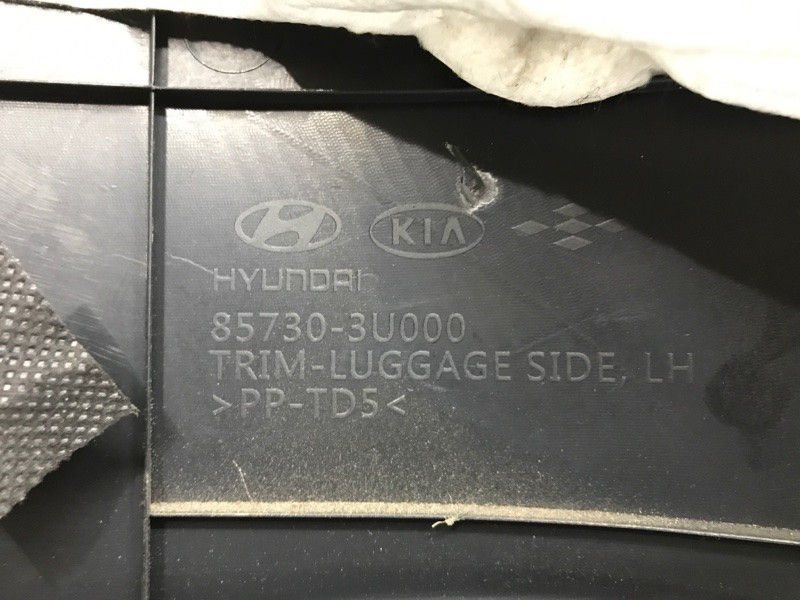 KIA
HYUNDAI
85730-3U000
TRIM-LUGGAGE SIDE, LH
>PP-TD5<